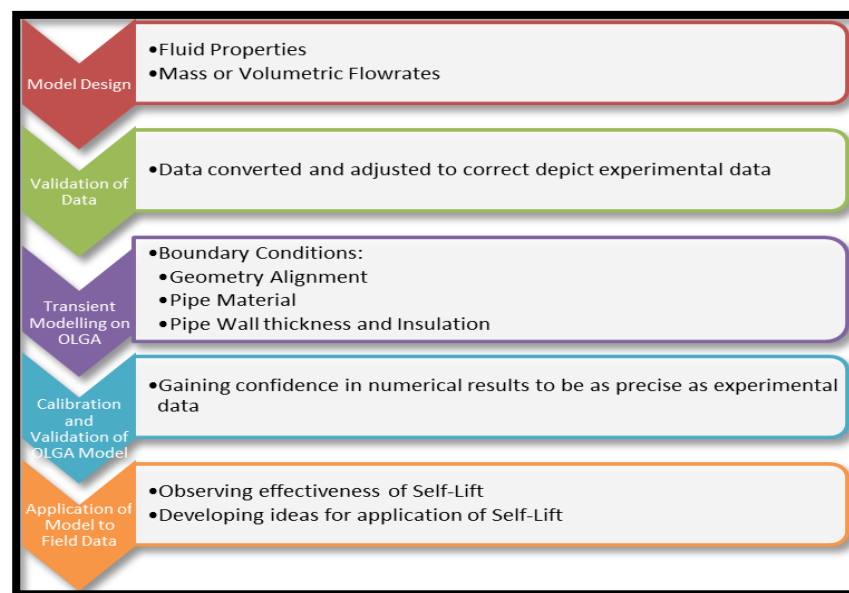 Model Design
•Fluid Properties
•Mass or Volumetric Flowrates
Validation of
Data
•Data converted and adjusted to correct depict experimental data
Transient
Modelling on
OLGA
•Boundary Conditions:
•Geometry Alignment
•Pipe Material
•Pipe Wall thickness and Insulation
Calibration
and
Validation of
OLGA Model
•Gaining confidence in numerical results to be as precise as experimental
data
Application of
Model to
Field Data
•Observing effectiveness of Self-Lift
•Developing ideas for application of Self-Lift